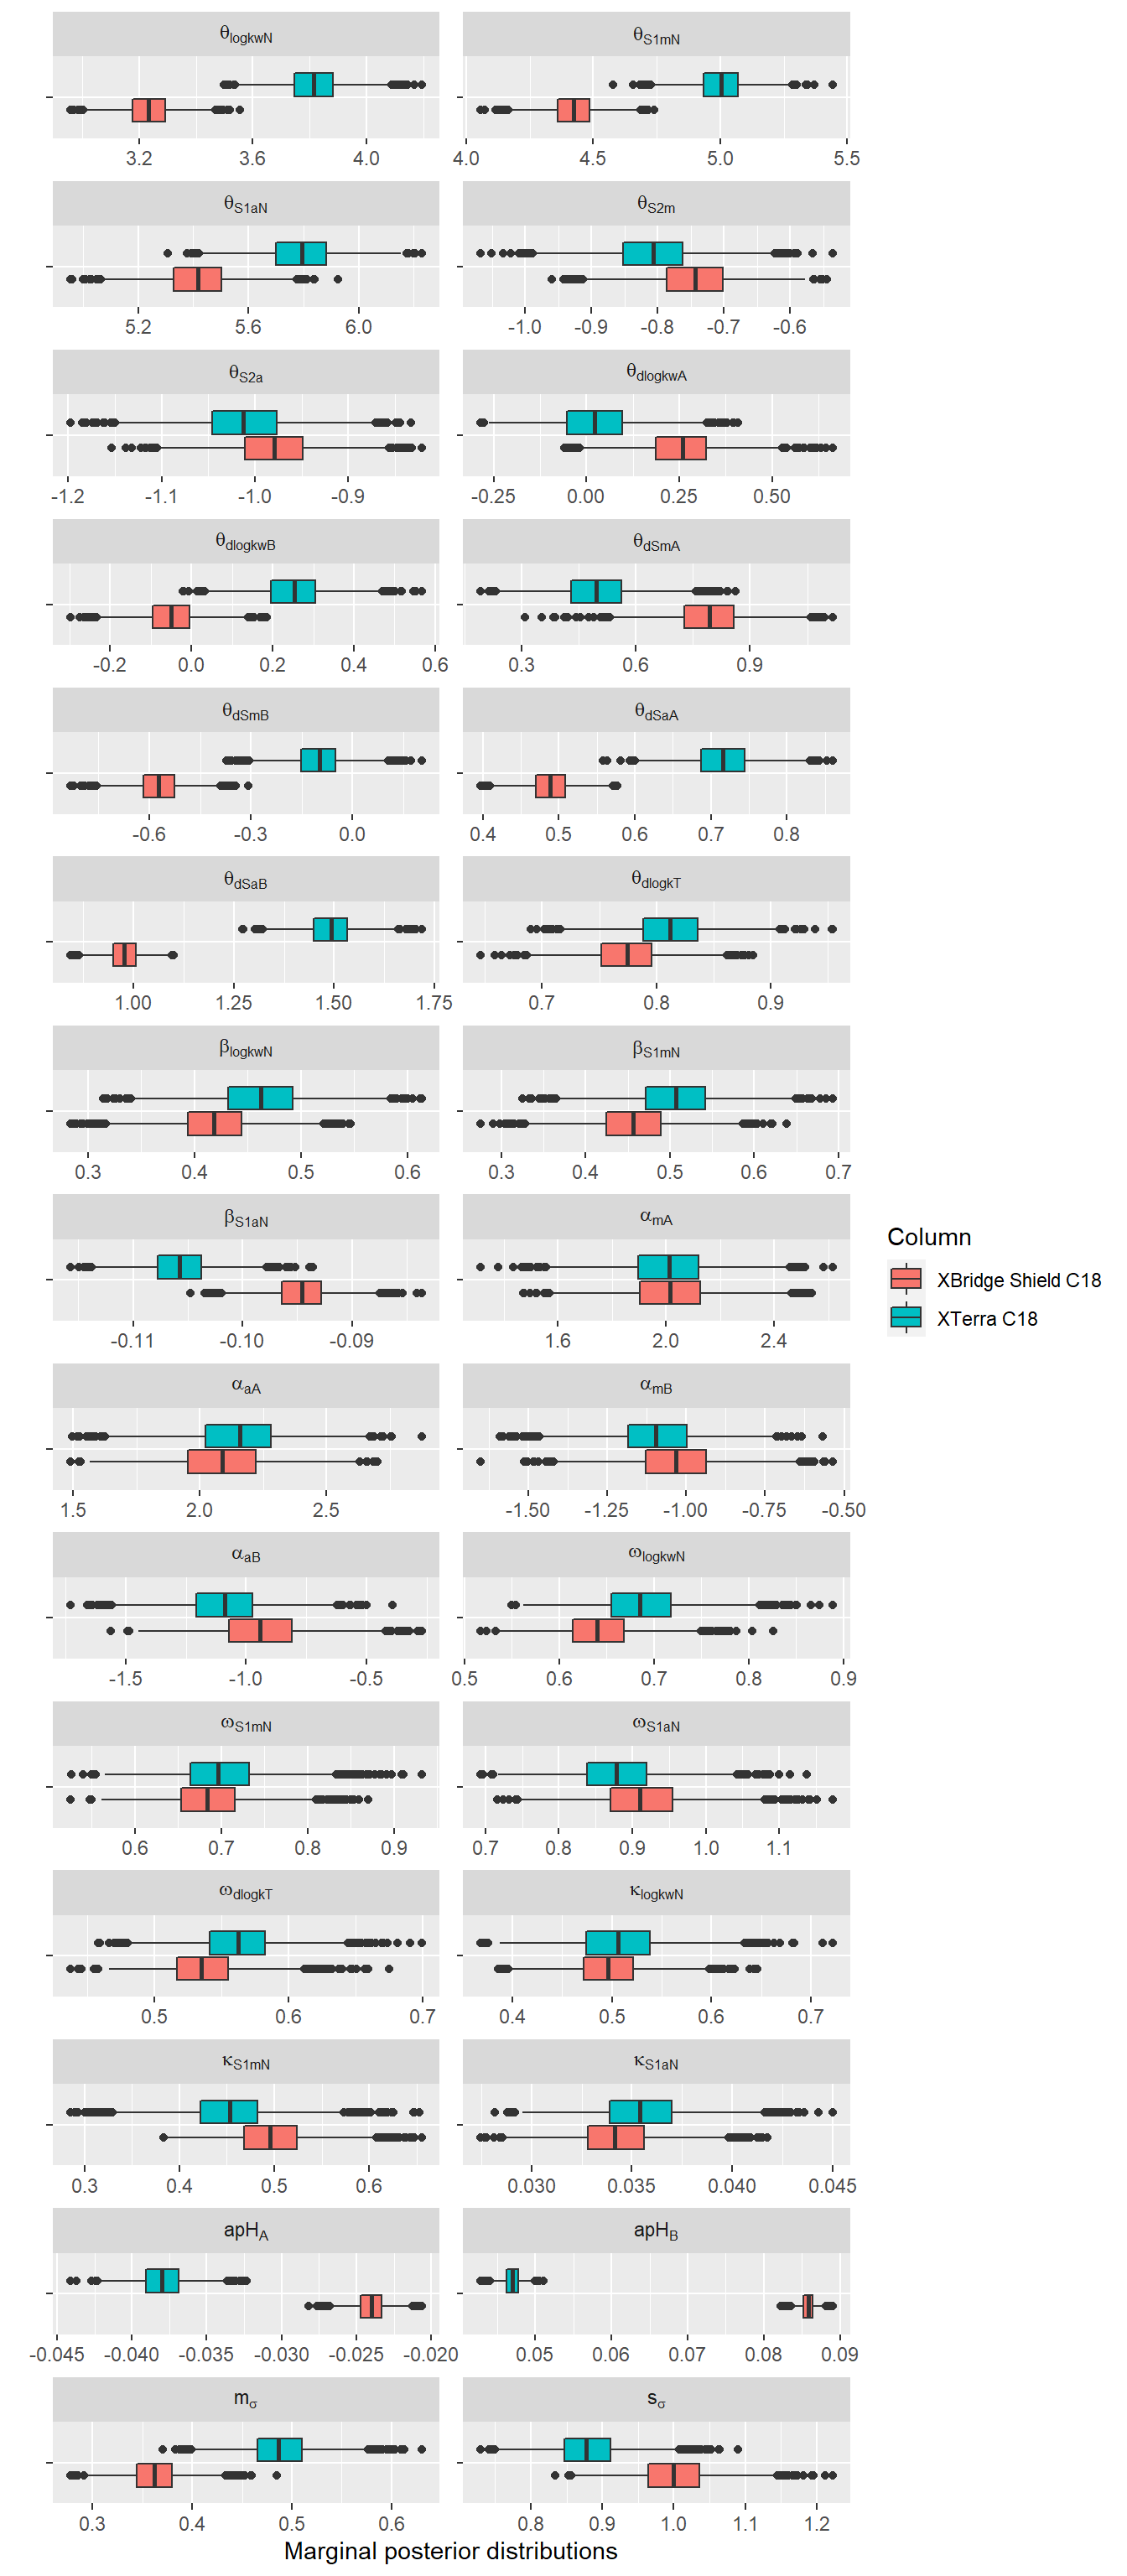 θlogkwN θS1mN
3.2 3.6 4.0 4.0 4.5 5.0 5.5
θS1aN θS2m
5.2 5.6 6.0 -1.0 -0.9 -0.8 -0.7 -0.6
θS2a θdlogkwA
-1.2 -1.1 -1.0 -0.9 -0.25 0.00 0.25 0.50
θdlogkwB θdSmA
-0.2 0.0 0.2 0.4 0.6 0.3 0.6 0.9
θdSmB θdSaA
-0.6 -0.3 0.0 0.4 0.5 0.6 0.7 0.8
θdSaB θdlogkT
1.00 1.25 1.50 1.75 0.7 0.8 0.9
βlogkwN βS1mN
0.3 0.4 0.5 0.6 0.3 0.4 0.5 0.6 0.7
βS1aN αmA
-0.11 -0.10 -0.09 1.6 2.0 2.4
Column
XBridge Shield C18
XTerra C18
αaA αmB
1.5 2.0 2.5 -1.50 -1.25 -1.00 -0.75 -0.50
αaB ωlogkwN
-1.5 -1.0 -0.5 0.5 0.6 0.7 0.8 0.9
ωS1mN ωS1aN
0.6 0.7 0.8 0.9 0.7 0.8 0.9 1.0 1.1
ωdlogkT κlogkwN
0.5 0.6 0.7 0.4 0.5 0.6 0.7
κS1mN κS1aN
0.3 0.4 0.5 0.6 0.030 0.035 0.040 0.045
apHA apHB
-0.045 -0.040 -0.035 -0.030 -0.025 -0.020 0.05 0.06 0.07 0.08 0.09
mσ sσ
0.3 0.4 0.5 0.6 0.8 0.9 1.0 1.1 1.2
Marginal posterior distributions